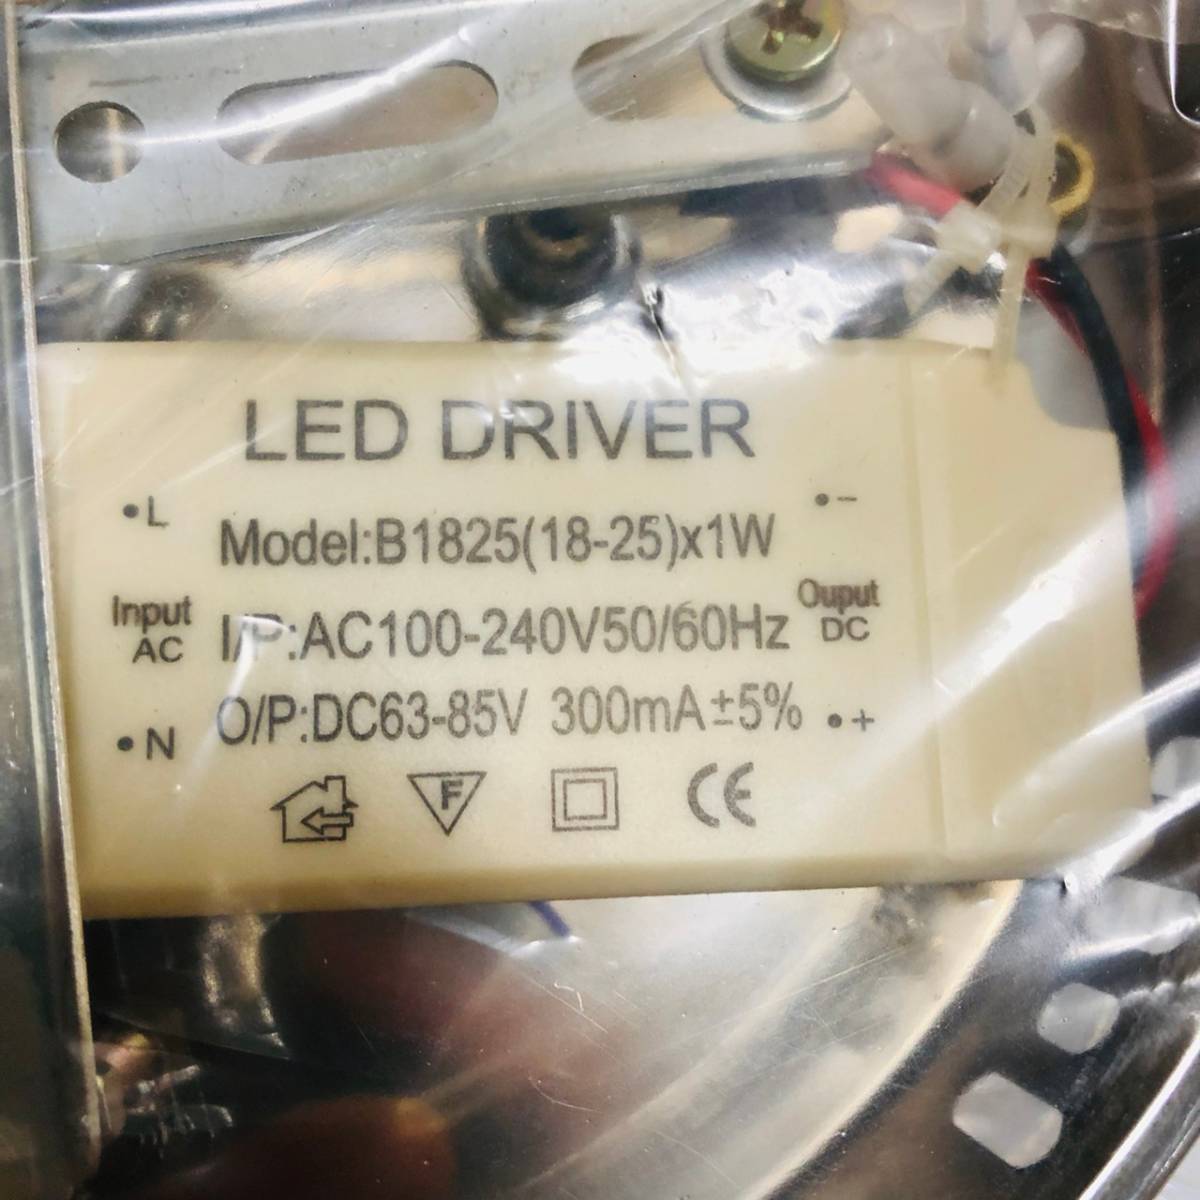 LED DRIVER
•L
•-
Model:B1825(18-25)x1W
Input
AC
I/P:AC100-240V50/60Hz
Ouput
DC
O/P:DC63-85V 300mA±5%
•N
•+
F
CE